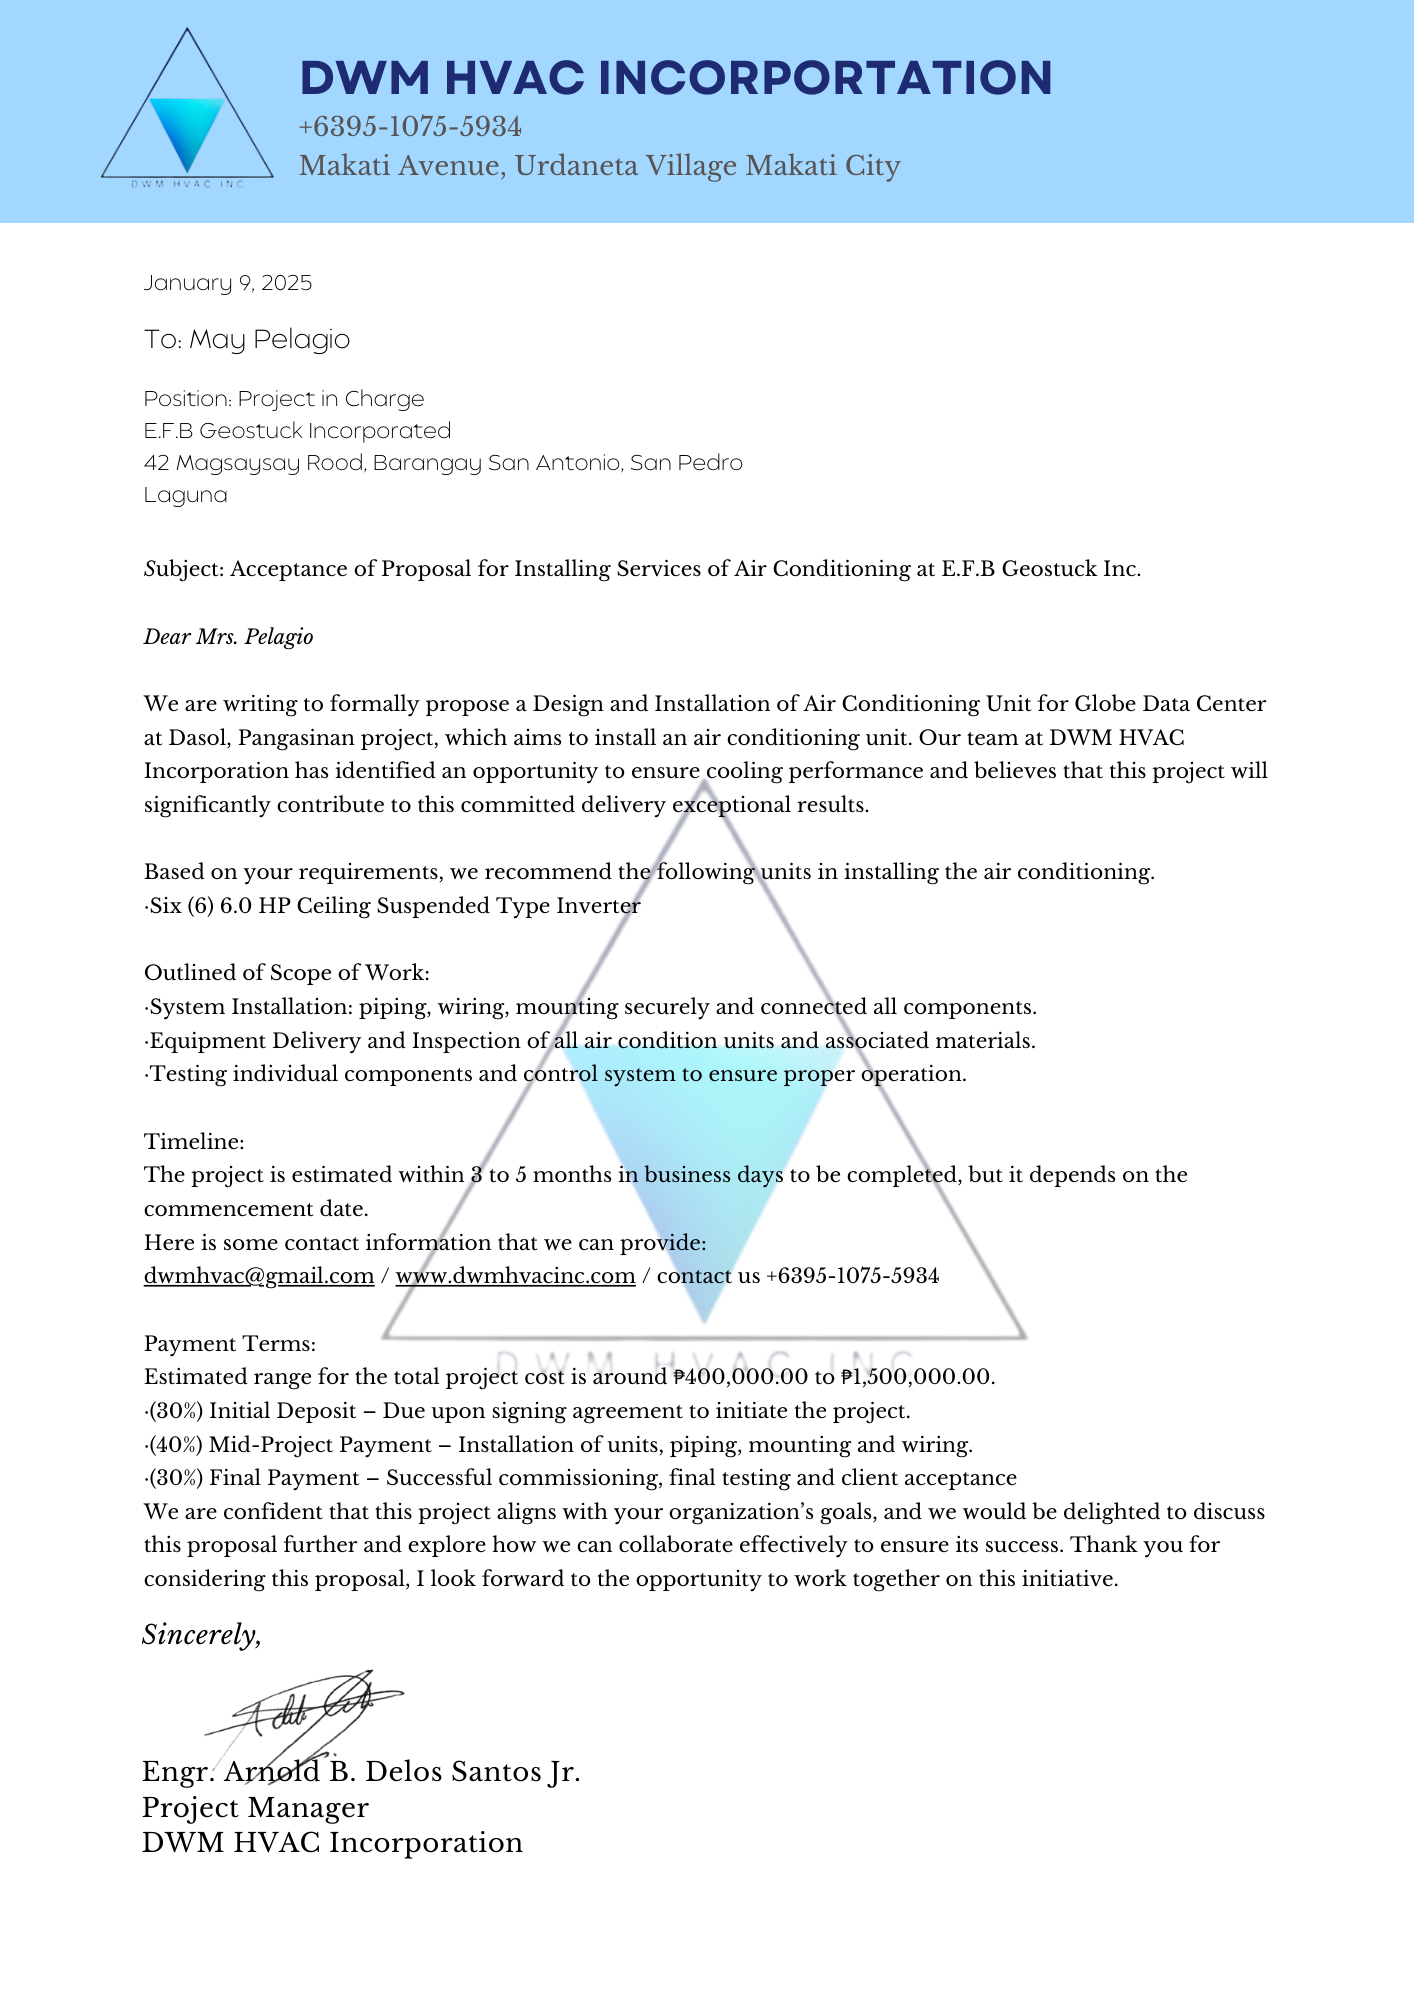 DWM HVAC INCORPORTATION
+6395-1075-5934
Makati Avenue, Urdaneta Village Makati City
DWM HVAC INC
January 9, 2025
To: May Pelagio
Position: Project in Charge
E.F.B Geostuck Incorporated
42 Magsaysay Rood, Barangay San Antonio, San Pedro
Laguna
Subject: Acceptance of Proposal for Installing Services of Air Conditioning at E.F.B Geostuck Inc.
Dear Mrs. Pelagio
We are writing to formally propose a Design and Installation of Air Conditioning Unit for Globe Data Center
at Dasol, Pangasinan project, which aims to install an air conditioning unit. Our team at DWM HVAC
Incorporation has identified an opportunity to ensure cooling performance and believes that this project will
significantly contribute to this committed delivery exceptional results.
Based on your requirements, we recommend the following units in installing the air conditioning.
·Six (6) 6.0 HP Ceiling Suspended Type Inverter
Outlined of Scope of Work:
·System Installation: piping, wiring, mounting securely and connected all components.
·Equipment Delivery and Inspection of all air condition units and associated materials.
·Testing individual components and control system to ensure proper operation.
Timeline:
The project is estimated within 3 to 5 months in business days to be completed, but it depends on the
commencement date.
Here is some contact information that we can provide:
dwmhvac@gmail.com / www.dwmhvacinc.com / contact us +6395-1075-5934
Payment Terms:
DWM HVAC INC
Estimated range for the total project cost is around ₱400,000.00 to ₱1,500,000.00.
·(30%) Initial Deposit – Due upon signing agreement to initiate the project.
·(40%) Mid-Project Payment – Installation of units, piping, mounting and wiring.
·(30%) Final Payment – Successful commissioning, final testing and client acceptance
We are confident that this project aligns with your organization’s goals, and we would be delighted to discuss
this proposal further and explore how we can collaborate effectively to ensure its success. Thank you for
considering this proposal, I look forward to the opportunity to work together on this initiative.
Sincerely,
Engr. Arnold B. Delos Santos Jr.
Project Manager
DWM HVAC Incorporation